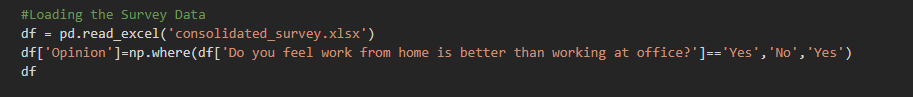 #Loading the Survey Data
df = pd.read_excel('consolidated_survey.xlsx')
df['Opinion']=np.where(df['Do you feel work from home is better than working at office?']=='Yes','No','Yes')
df